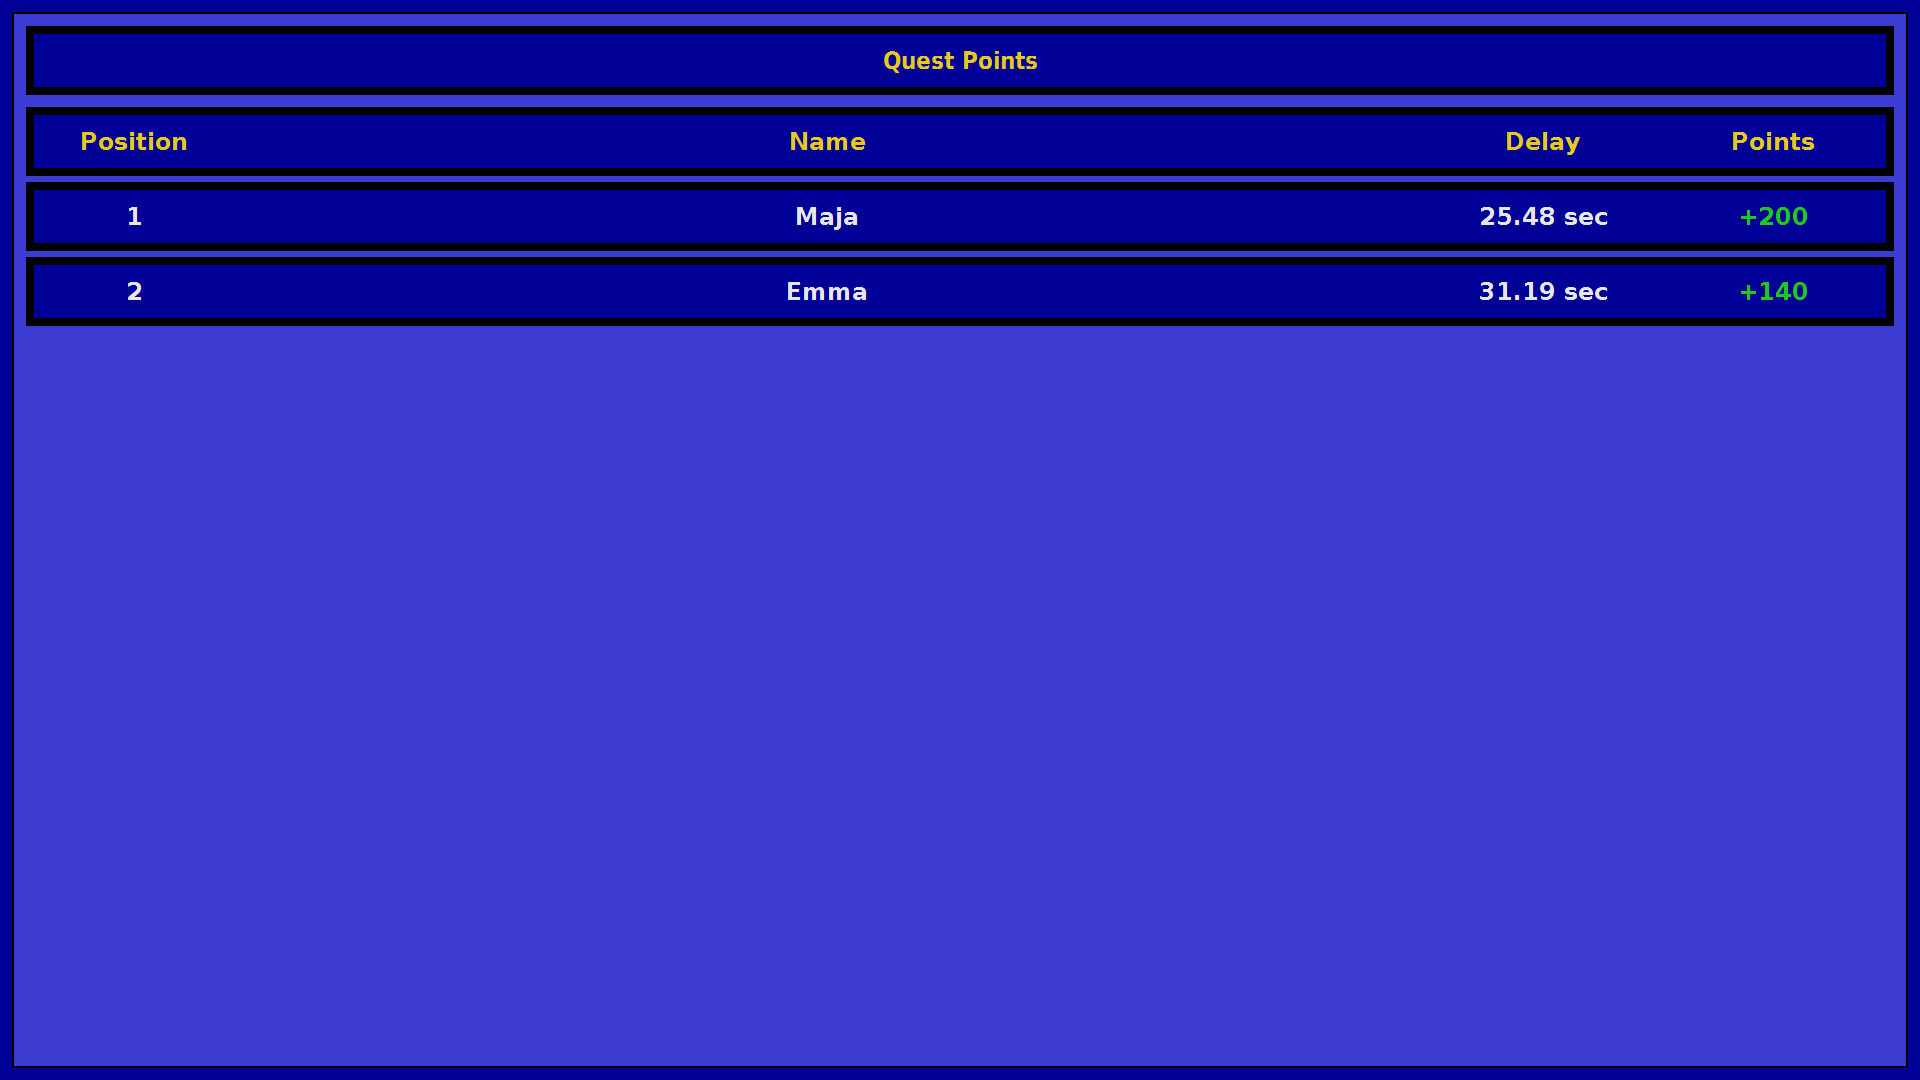 Quest Points
Position Name Delay Points
1 Maja 25.48 sec +200
2 Emma 31.19 sec +140